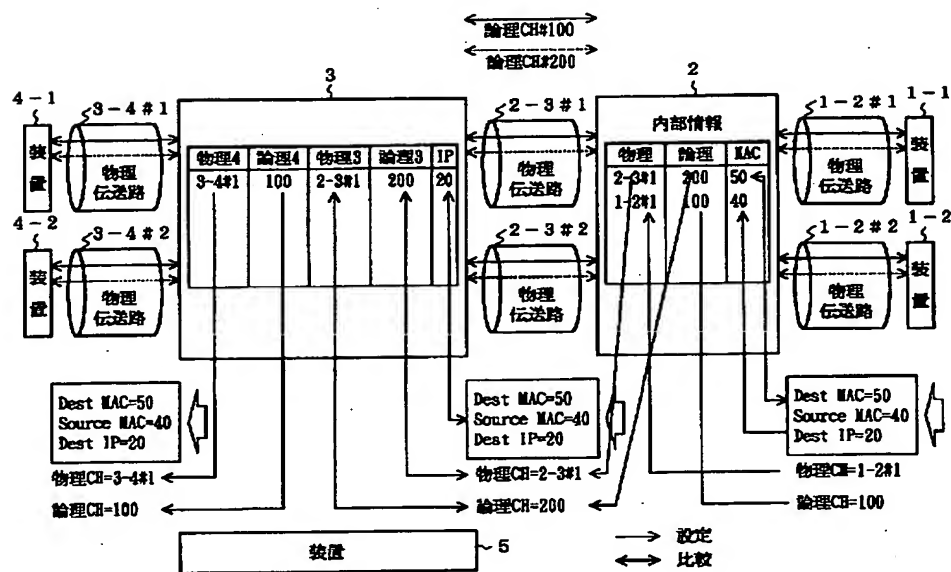 論理CH#100
論理CH#200
3
2
4-1
3-4#1
2-3#1
1-2#1
1-1
装置
物理
伝送路
物理4 論理4 物理3 論理3 IP
3-4#1 100 2-3#1 200 20
物理
伝送路
内部情報
物理 論理 MAC
2-3#1 200 50
1-2#1 100 40
物理
伝送路
装置
4-2
3-4#2
2-3#2
1-2#2
1-2
装置
物理
伝送路
物理
伝送路
物理
伝送路
装置
Dest MAC=50
Source MAC=40
Dest IP=20
物理CH=3-4#1
論理CH=100
Dest MAC=50
Source MAC=40
Dest IP=20
物理CH=2-3#1
論理CH=200
Dest MAC=50
Source MAC=40
Dest IP=20
物理CH=1-2#1
論理CH=100
装置
5
設定
比較